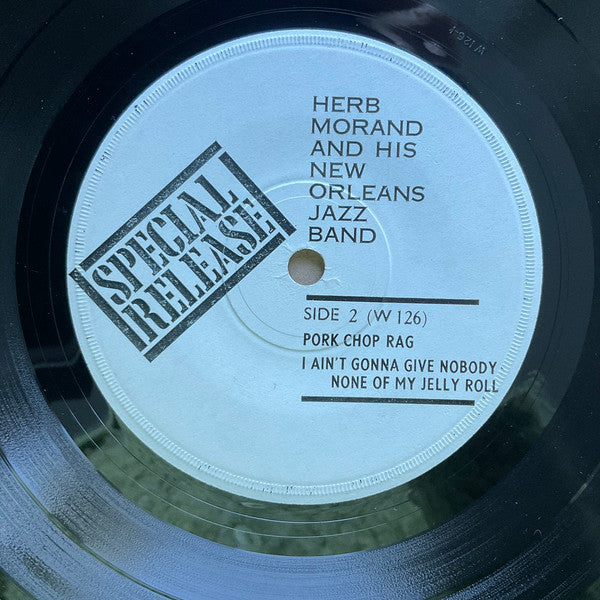 HERB
MORAND
AND HIS
NEW
ORLEANS
JAZZ
BAND
SPECIAL
RELEASE
SIDE 2 (W 126)
PORK CHOP RAG
I AIN'T GONNA GIVE NOBODY
NONE OF MY JELLY ROLL